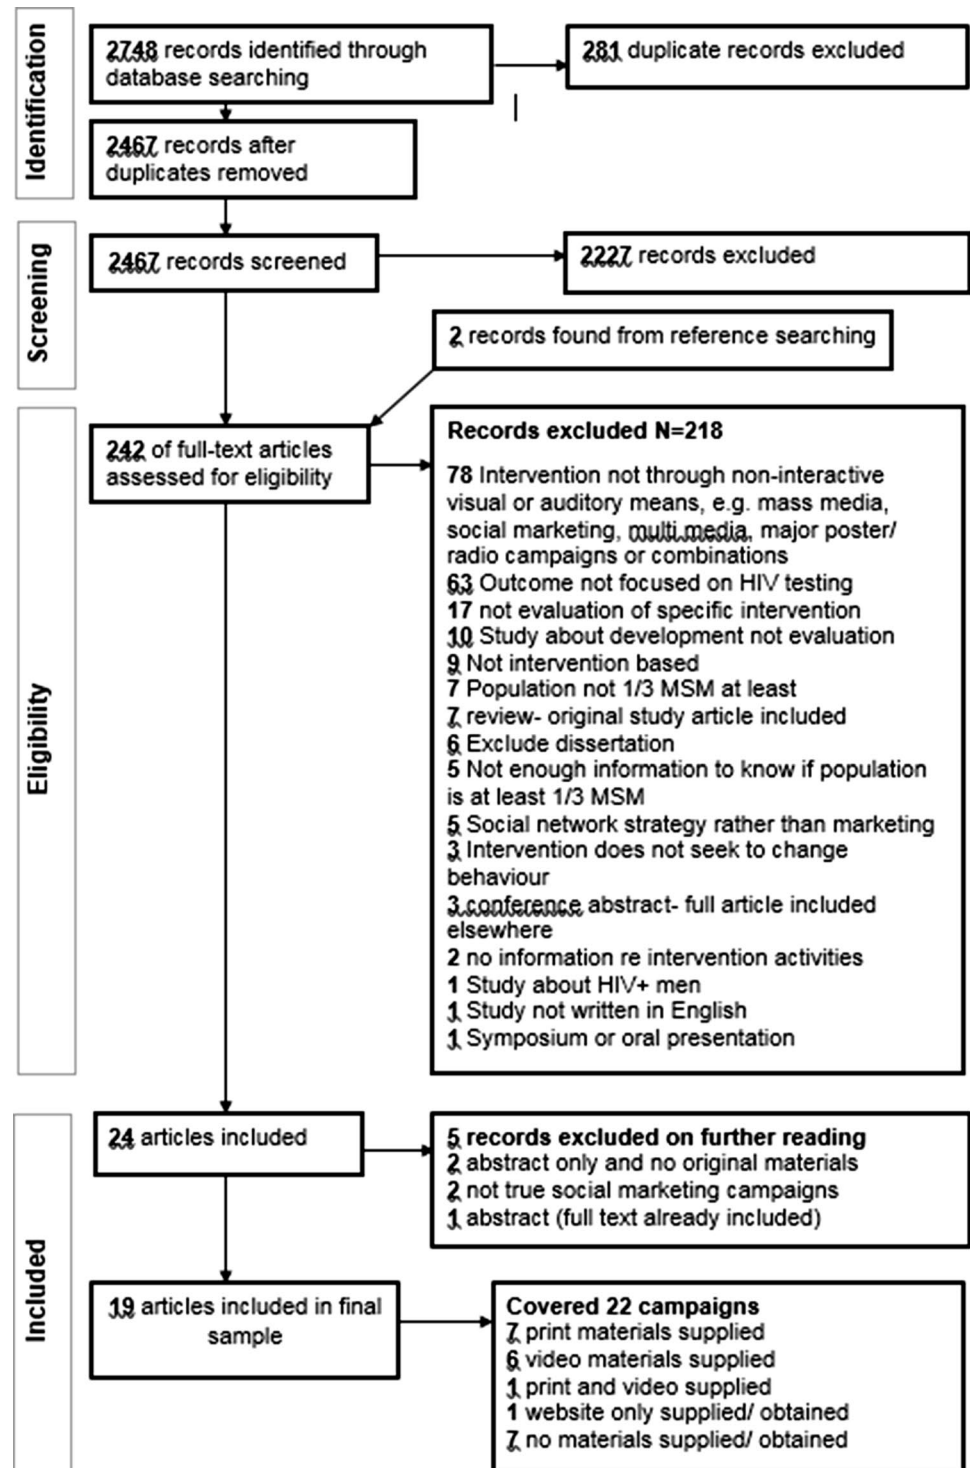 Identification
2748 records identified through
database searching
281 duplicate records excluded
2467 records after
duplicates removed
Screening
2467 records screened
2227 records excluded
2 records found from reference searching
Eligibility
242 of full-text articles
assessed for eligibility
Records excluded N=218
78 Intervention not through non-interactive
visual or auditory means, e.g. mass media,
social marketing, multi media, major poster/
radio campaigns or combinations
63 Outcome not focused on HIV testing
17 not evaluation of specific intervention
10 Study about development not evaluation
9 Not intervention based
7 Population not 1/3 MSM at least
7 review- original study article included
6 Exclude dissertation
5 Not enough information to know if population
is at least 1/3 MSM
5 Social network strategy rather than marketing
3 Intervention does not seek to change
behaviour
3 conference abstract- full article included
elsewhere
2 no information re intervention activities
1 Study about HIV+ men
1 Study not written in English
1 Symposium or oral presentation
Included
24 articles included
5 records excluded on further reading
2 abstract only and no original materials
2 not true social marketing campaigns
1 abstract (full text already included)
19 articles included in final
sample
Covered 22 campaigns
7 print materials supplied
6 video materials supplied
1 print and video supplied
1 website only supplied/ obtained
7 no materials supplied/ obtained